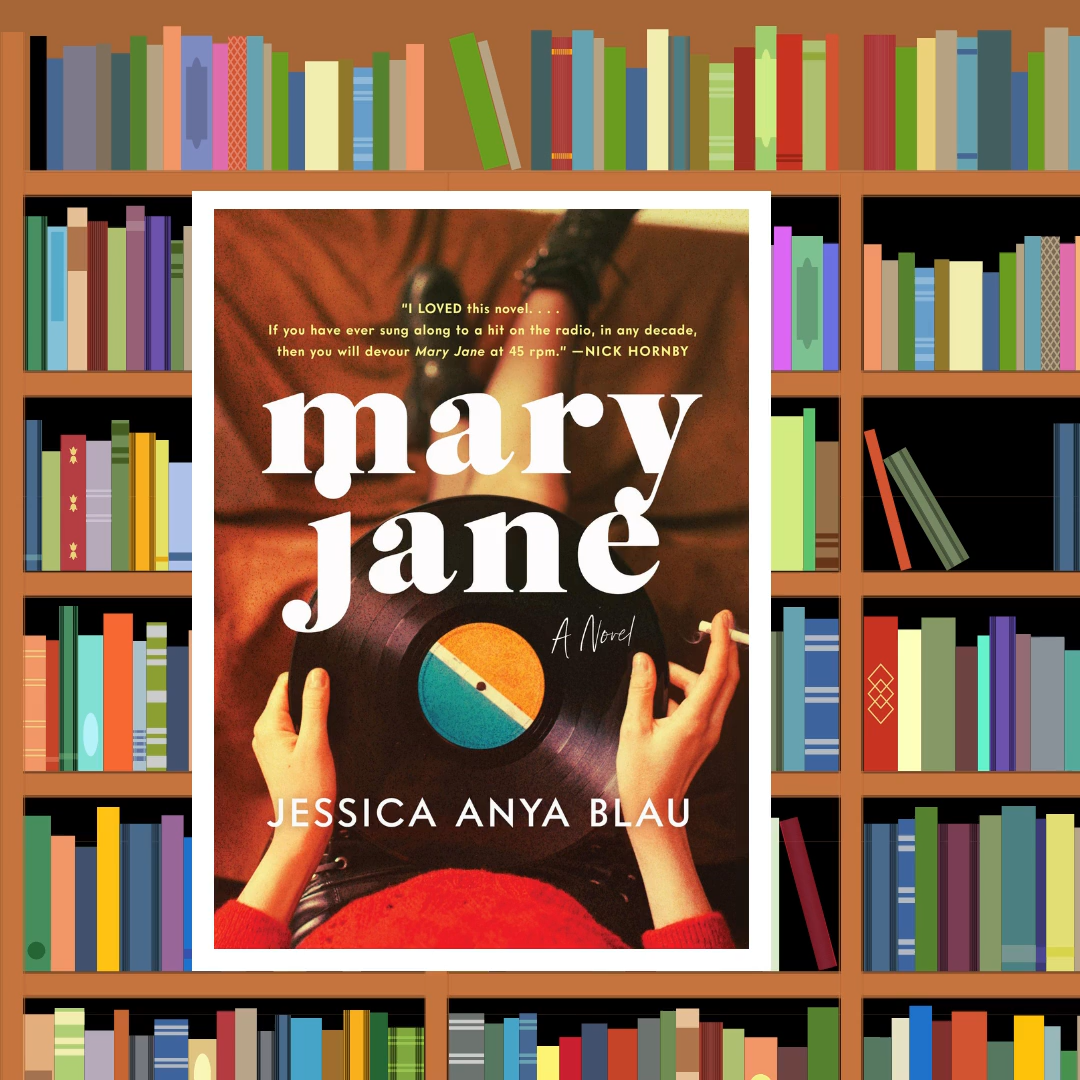 "I LOVED this novel. . . .
If you have ever sung along to a hit on the radio, in any decade,
then you will devour Mary Jane at 45 rpm." —NICK HORNBY
mary
jane
A Novel
JESSICA ANYA BLAU